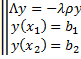 Λy = −λρy
y(x₁) = b₁
y(x₂) = b₂